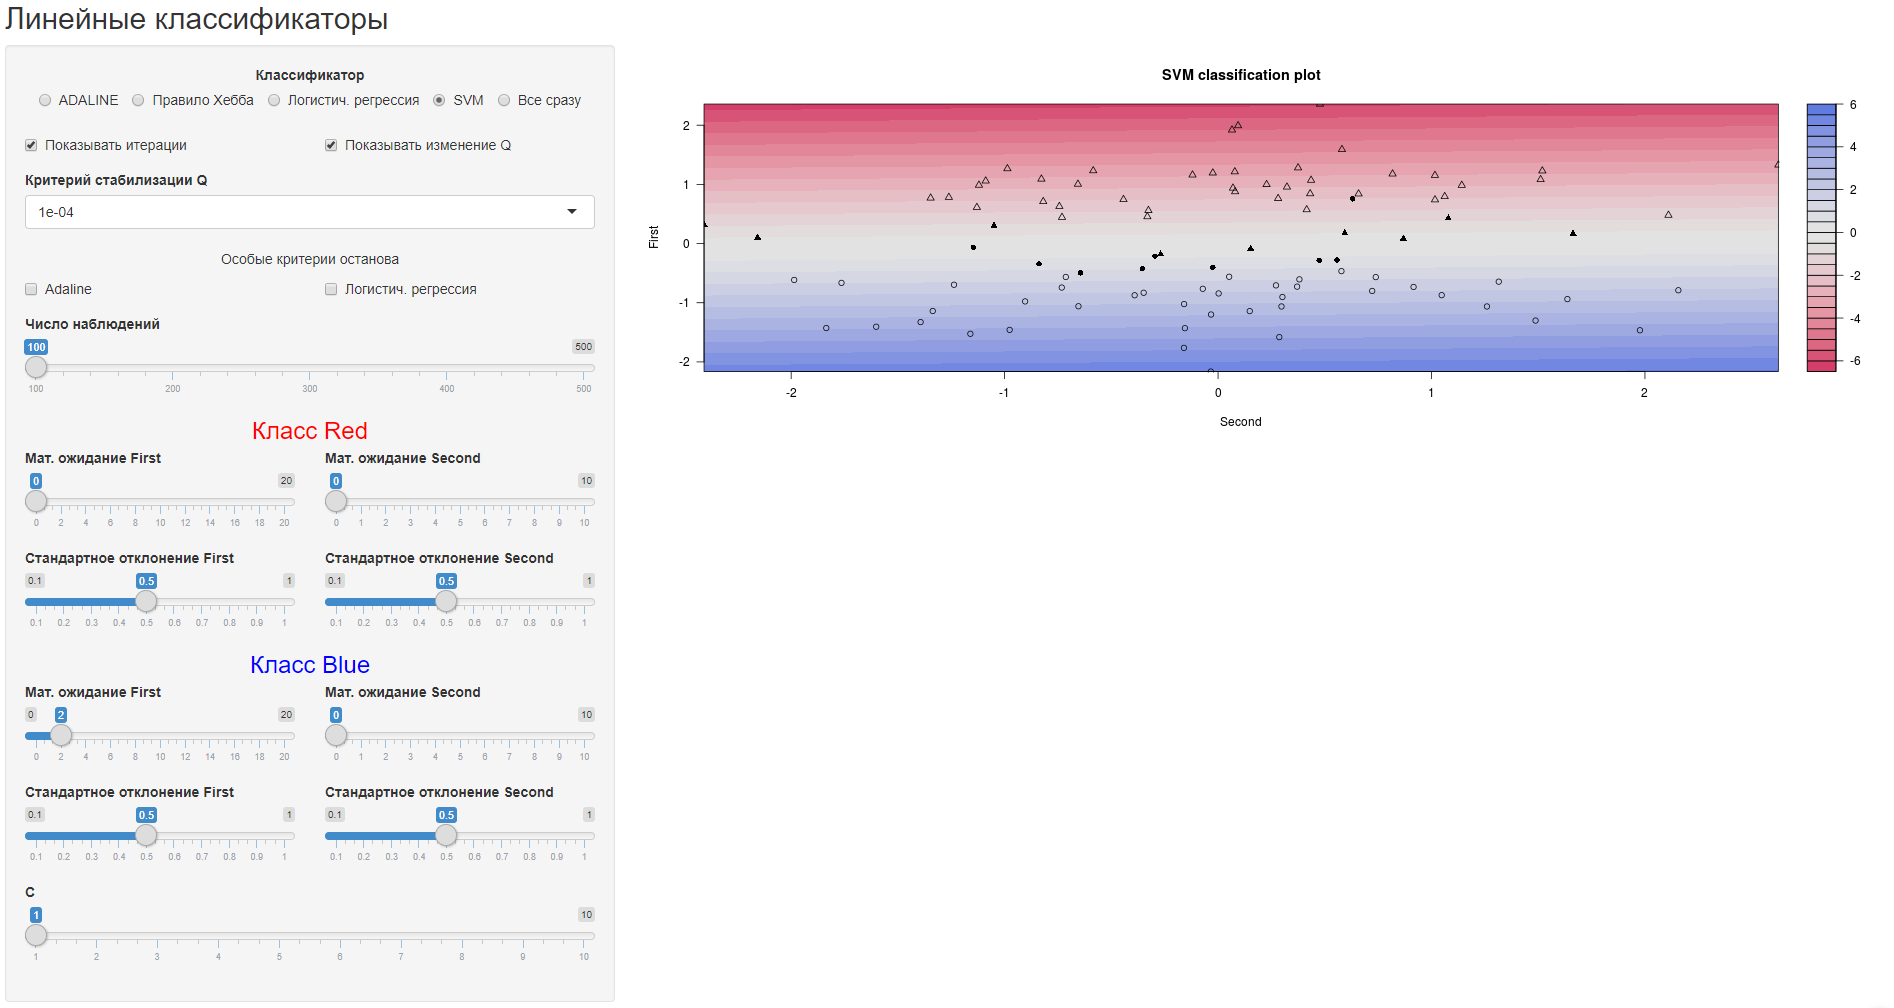 Линейные классификаторы
Классификатор
ADALINE Правило Хебба Логистич. регрессия SVM Все сразу
Показывать итерации Показывать изменение Q
Критерий стабилизации Q
1e-04
Особые критерии останова
Adaline Логистич. регрессия
Число наблюдений
100 500
100 200 300 400 500
Класс Red
Мат. ожидание First Мат. ожидание Second
0 20 0 10
0 2 4 6 8 10 12 14 16 18 20 0 1 2 3 4 5 6 7 8 9 10
Стандартное отклонение First Стандартное отклонение Second
0.1 0.5 1 0.1 0.5 1
0.1 0.2 0.3 0.4 0.5 0.6 0.7 0.8 0.9 1 0.1 0.2 0.3 0.4 0.5 0.6 0.7 0.8 0.9 1
Класс Blue
Мат. ожидание First Мат. ожидание Second
0 2 20 0 10
0 2 4 6 8 10 12 14 16 18 20 0 1 2 3 4 5 6 7 8 9 10
Стандартное отклонение First Стандартное отклонение Second
0.1 0.5 1 0.1 0.5 1
0.1 0.2 0.3 0.4 0.5 0.6 0.7 0.8 0.9 1 0.1 0.2 0.3 0.4 0.5 0.6 0.7 0.8 0.9 1
C
1 10
1 2 3 4 5 6 7 8 9 10
SVM classification plot
First
2
1
0
-1
-2
-2 -1 0 1 2
Second
6
4
2
0
-2
-4
-6